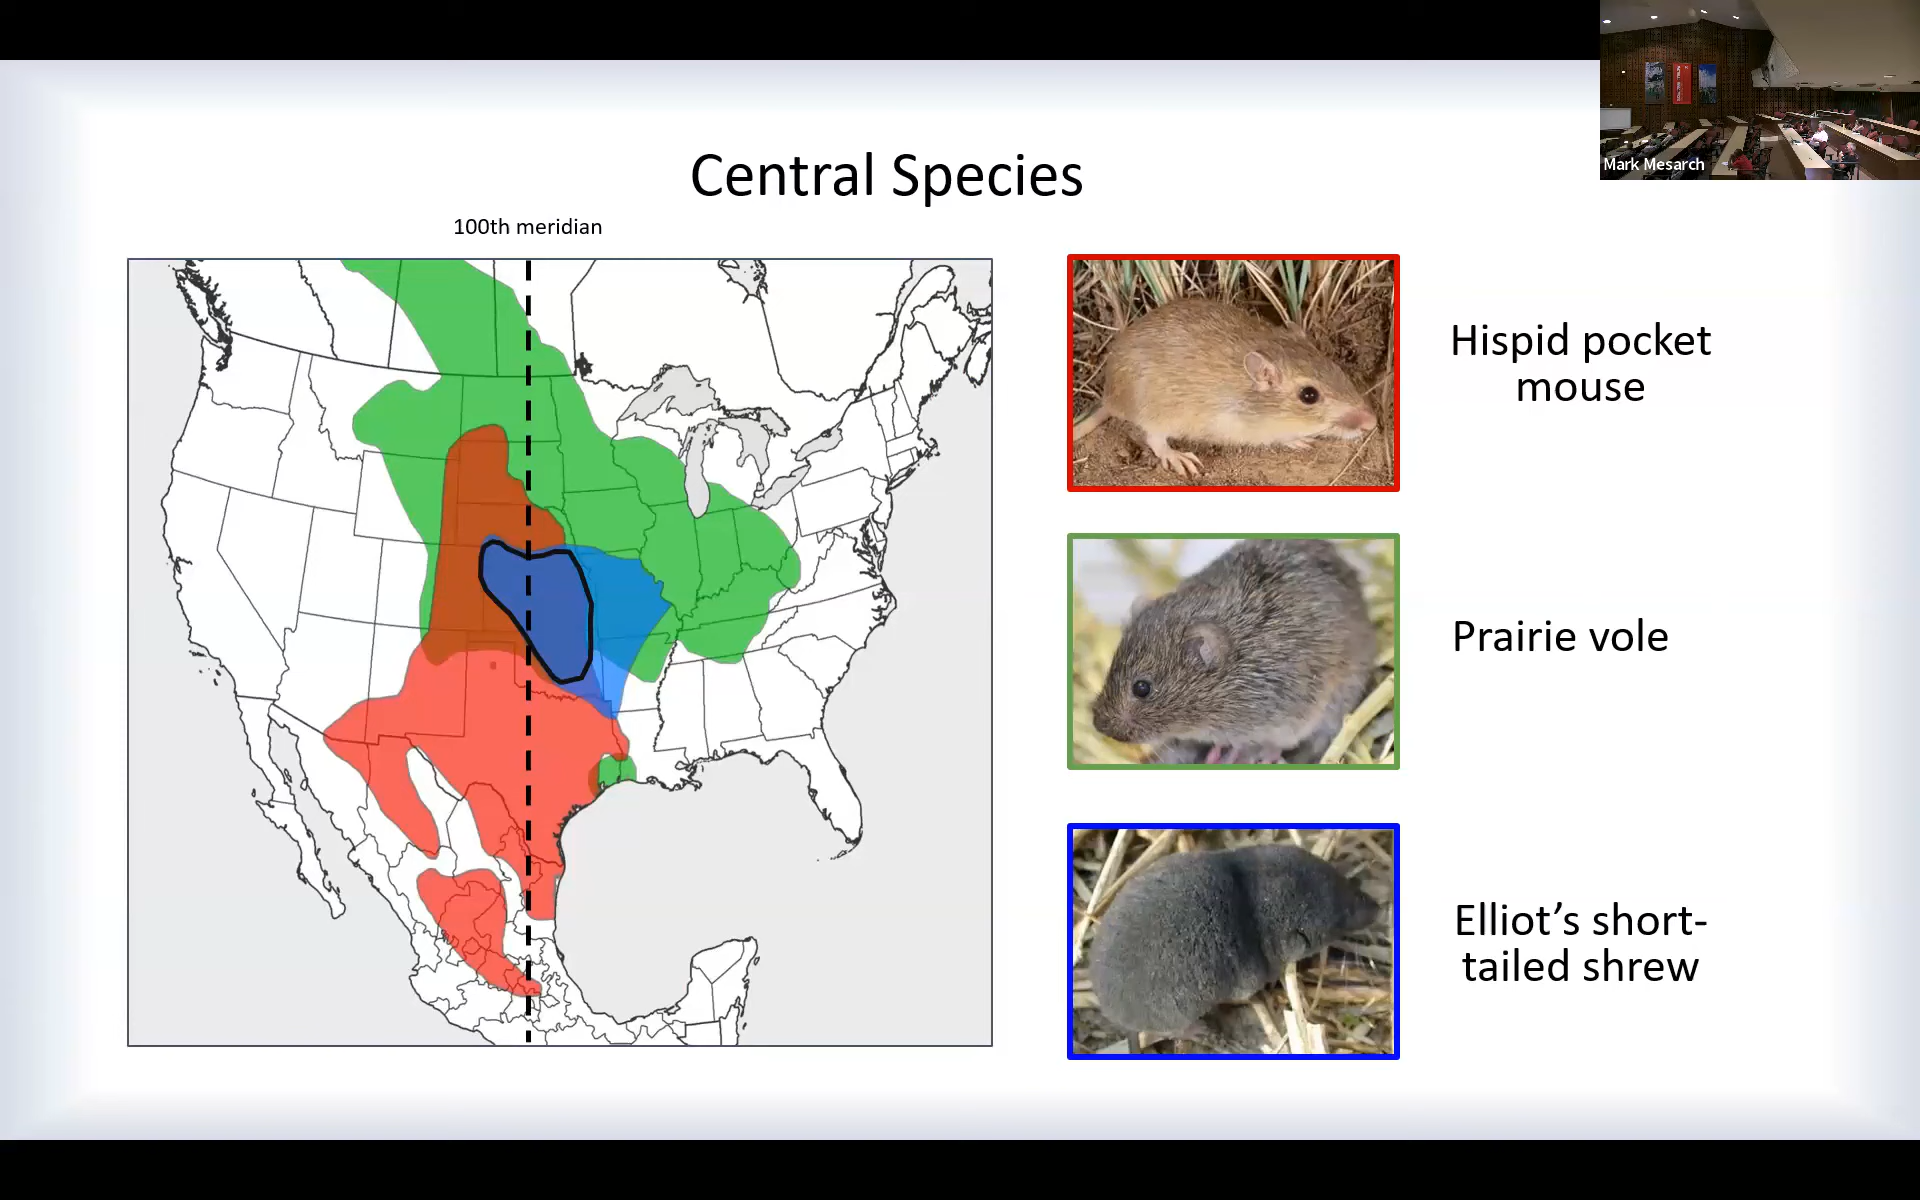 Mark Mesarch
Central Species
100th meridian
Hispid pocket
mouse
Prairie vole
Elliot’s short-
tailed shrew